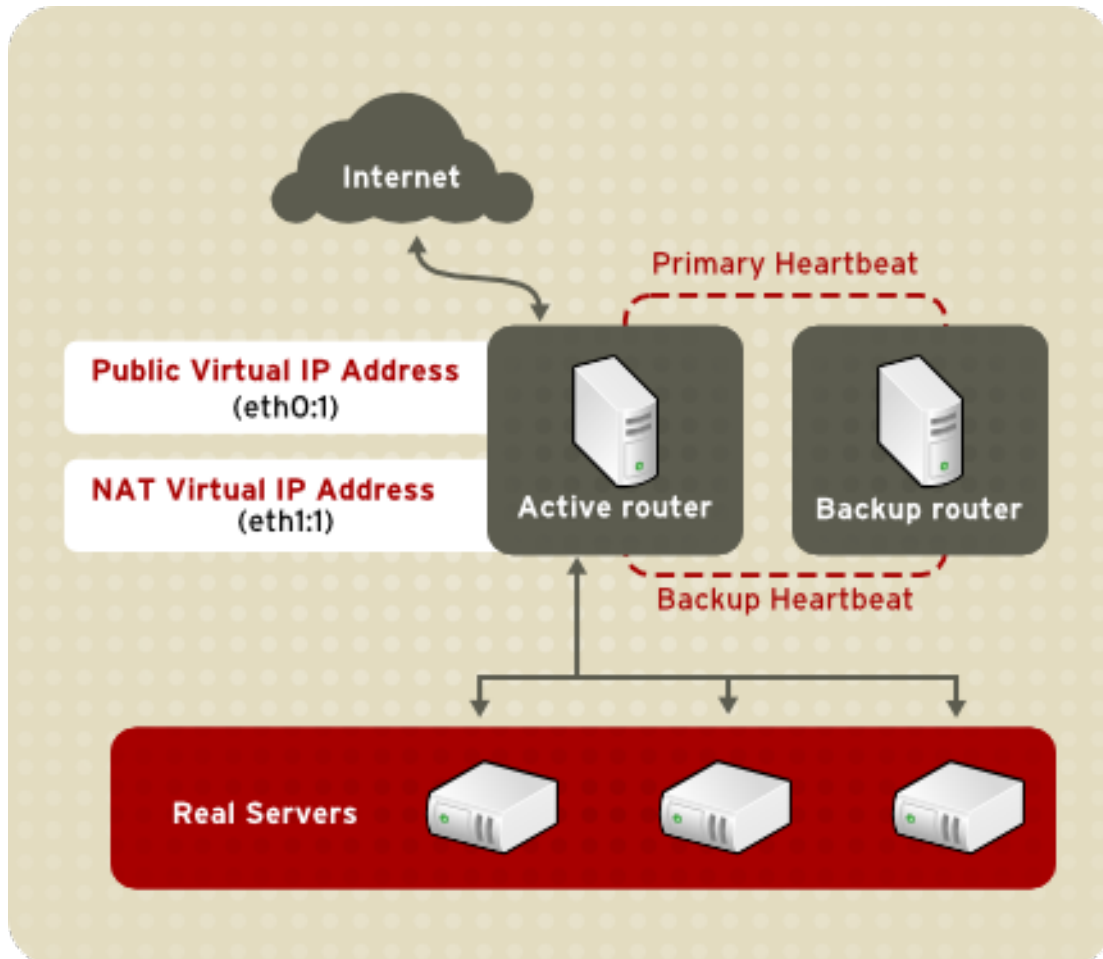 Internet
Primary Heartbeat
Public Virtual IP Address
(eth0:1)
NAT Virtual IP Address
(eth1:1)
Active router
Backup router
Backup Heartbeat
Real Servers